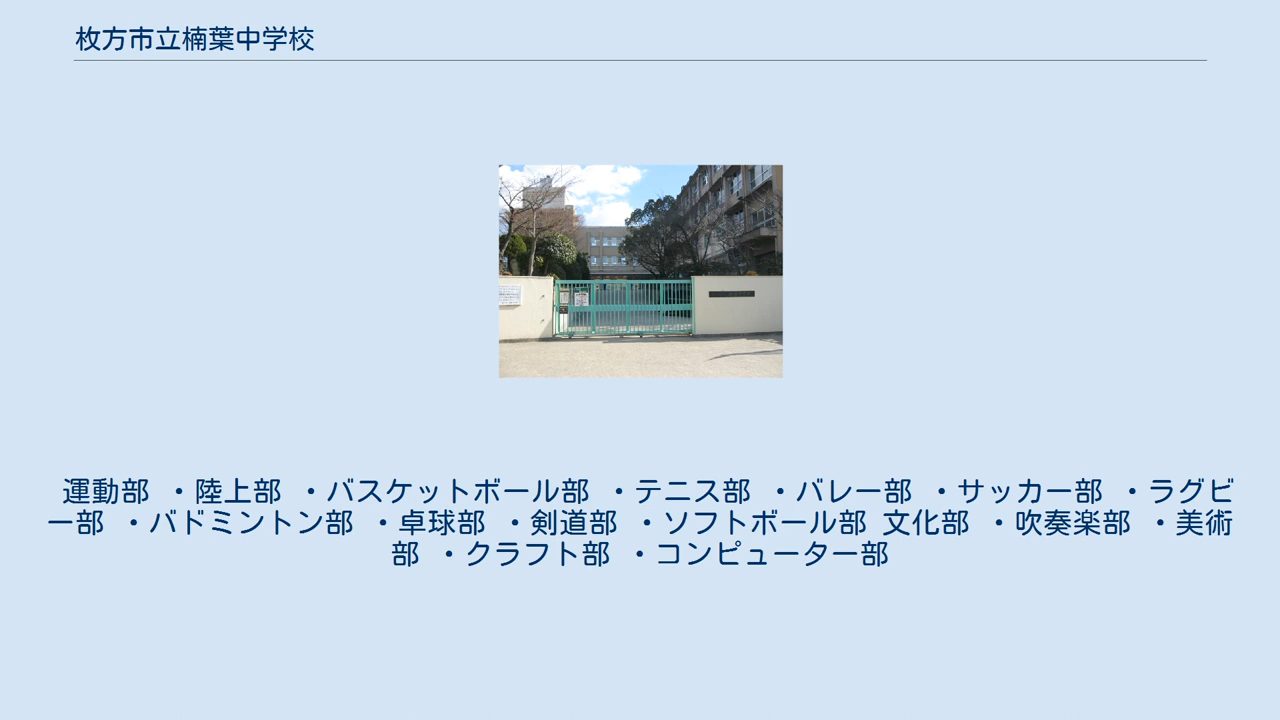 枚方市立楠葉中学校
運動部 ・陸上部 ・バスケットボール部 ・テニス部 ・バレー部 ・サッカー部 ・ラグビ
ー部 ・バドミントン部 ・卓球部 ・剣道部 ・ソフトボール部 文化部 ・吹奏楽部 ・美術
部 ・クラフト部 ・コンピューター部